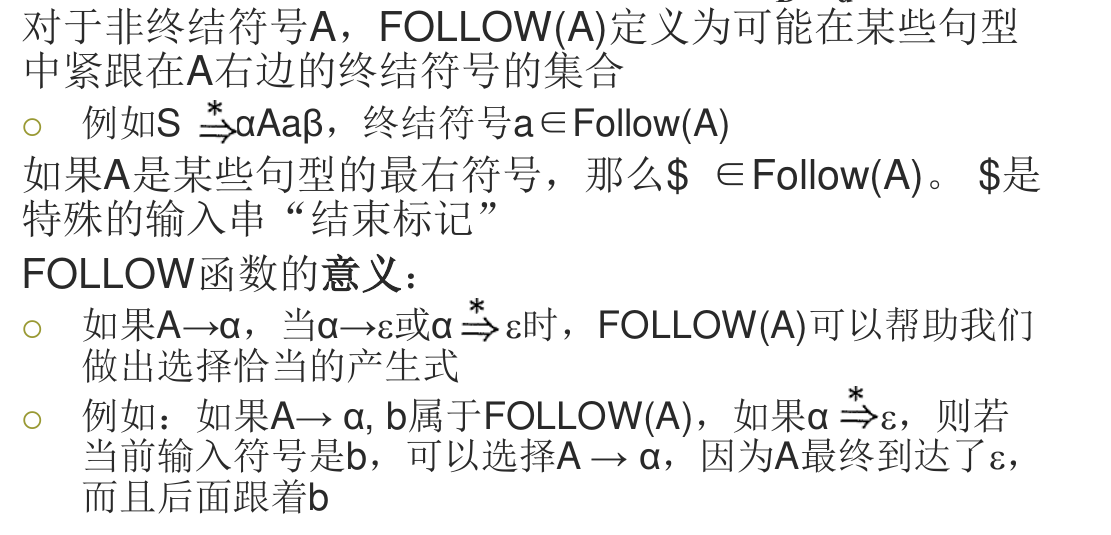 对于非终结符号A，FOLLOW(A)定义为可能在某些句型
中紧跟在A右边的终结符号的集合
○ 例如S ⇒* αAaβ，终结符号a∈Follow(A)
如果A是某些句型的最右符号，那么$ ∈Follow(A)。 $是
特殊的输入串“结束标记”
FOLLOW函数的意义：
○ 如果A→α，当α→ε或α ⇒* ε时，FOLLOW(A)可以帮助我们
做出选择恰当的产生式
○ 例如：如果A→ α, b属于FOLLOW(A)，如果α ⇒* ε，则若
当前输入符号是b，可以选择A → α，因为A最终到达了ε，
而且后面跟着b